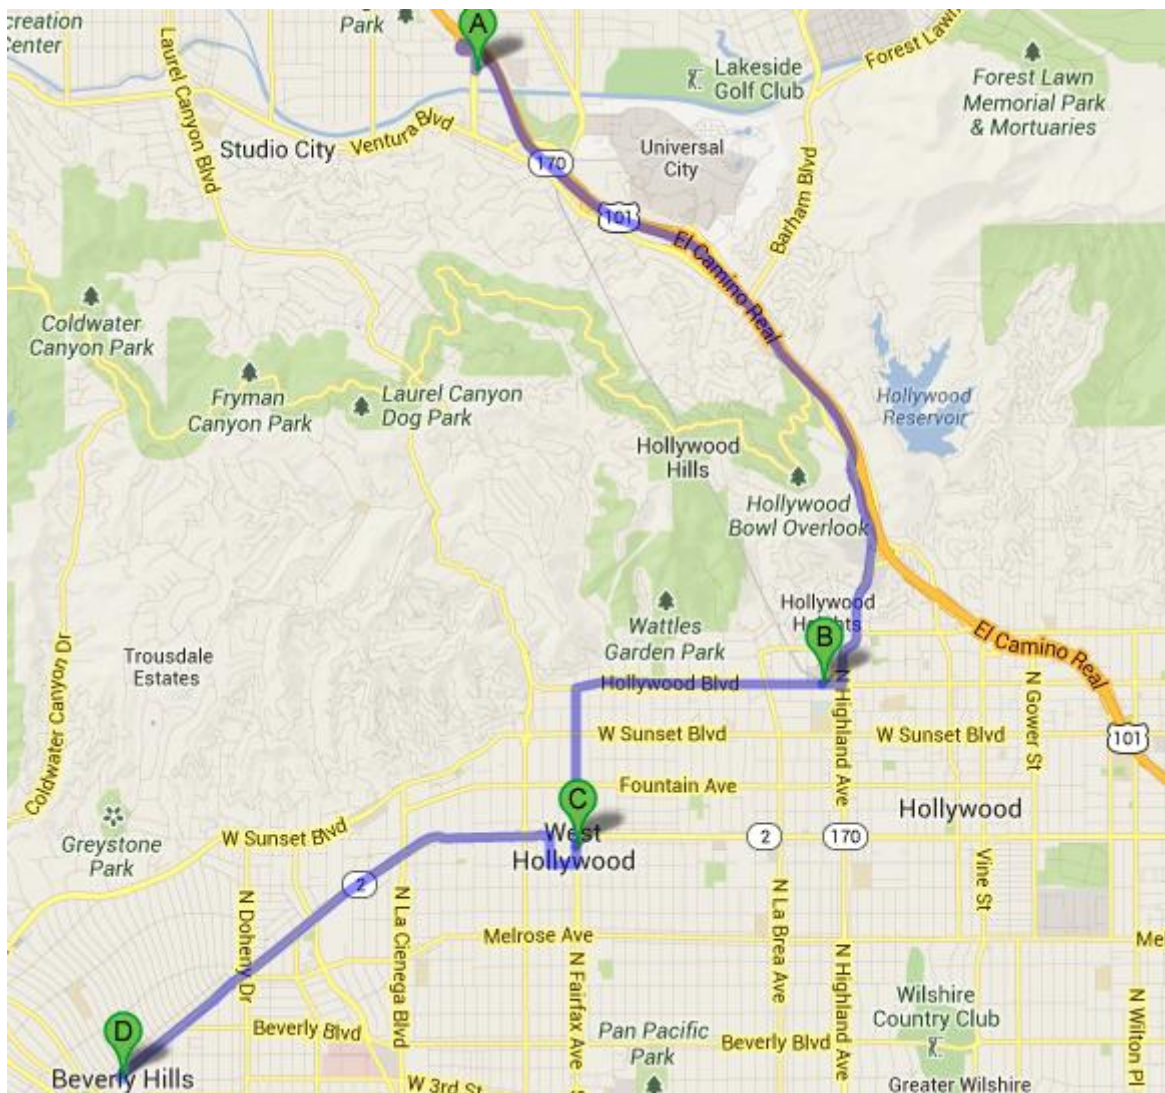 creation
Center
Park
A
Laurel Canyon Blvd
Lakeside
Golf Club
Forest Lawn
Forest Lawn
Memorial Park
& Mortuaries
Studio City
Ventura Blvd
170
Universal
City
Barham Blvd
101
El Camino Real
Coldwater
Canyon Park
Fryman
Canyon Park
Laurel Canyon
Dog Park
Hollywood
Reservoir
Hollywood
Hills
Hollywood
Bowl Overlook
Hollywood
Heights
B
Wattles
Garden Park
El Camino Real
Trousdale
Estates
Coldwater Canyon Dr
Hollywood Blvd
N Highland Ave
N Gower St
W Sunset Blvd
W Sunset Blvd
101
Fountain Ave
C
Hollywood
Greystone
Park
W Sunset Blvd
West
Hollywood
2
170
2
N Doheny Dr
N La Cienega Blvd
Vine St
N La Brea Ave
Melrose Ave
Me
N Fairfax Ave
N Highland Ave
Wilshire
Country Club
N Wilton Pl
D
Beverly Blvd
Pan Pacific
Park
Beverly Blvd
Beverly Hills
W 3rd St
S
Greater Wilshire